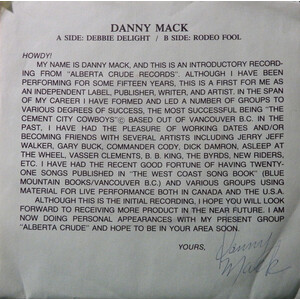 DANNY MACK
A SIDE: DEBBIE DELIGHT / B SIDE: RODEO FOOL
HOWDY!
MY NAME IS DANNY MACK, AND THIS IS AN INTRODUCTORY RECORD-
ING FROM "ALBERTA CRUDE RECORDS". ALTHOUGH I HAVE BEEN
PERFORMING FOR SOME FIFTEEN YEARS, THIS IS A FIRST FOR ME AS
AN INDEPENDENT LABEL PUBLISHER, WRITER, AND ARTIST. IN THE SPAN
OF MY CAREER I HAVE FORMED AND LED A NUMBER OF GROUPS TO
VARIOUS DEGREES OF SUCCESS, THE MOST SUCCESSFUL BEING "THE
CEMENT CITY COWBOYS"© BASED OUT OF VANCOUVER B.C. IN THE
PAST, I HAVE HAD THE PLEASURE OF WORKING DATES AND/OR
BECOMING FRIENDS WITH SEVERAL ARTISTS INCLUDING JERRY JEFF
WALKER, GARY BUCK, COMMANDER CODY, DICK DAMRON, ASLEEP AT
THE WHEEL, VASSER CLEMENTS, B.B. KING, THE BYRDS, NEW RIDERS,
ETC. I HAVE HAD THE RECENT GOOD FORTUNE OF HAVING TWENTY-
ONE SONGS PUBLISHED IN "THE WEST COAST SONG BOOK" (BLUE
MOUNTAIN BOOKS/VANCOUVER B.C.) AND VARIOUS GROUPS USING
MATERIAL FOR LIVE PERFORMANCE BOTH IN CANADA AND THE U.S.A.
ALTHOUGH THIS IS THE INITIAL RECORDING, I HOPE YOU WILL LOOK
FORWARD TO RECEIVING MORE PRODUCT IN THE NEAR FUTURE. I AM
NOW DOING PERSONAL APPEARANCES WITH MY PRESENT GROUP
"ALBERTA CRUDE" AND HOPE TO BE IN YOUR AREA SOON.
YOURS,
Danny
Mack